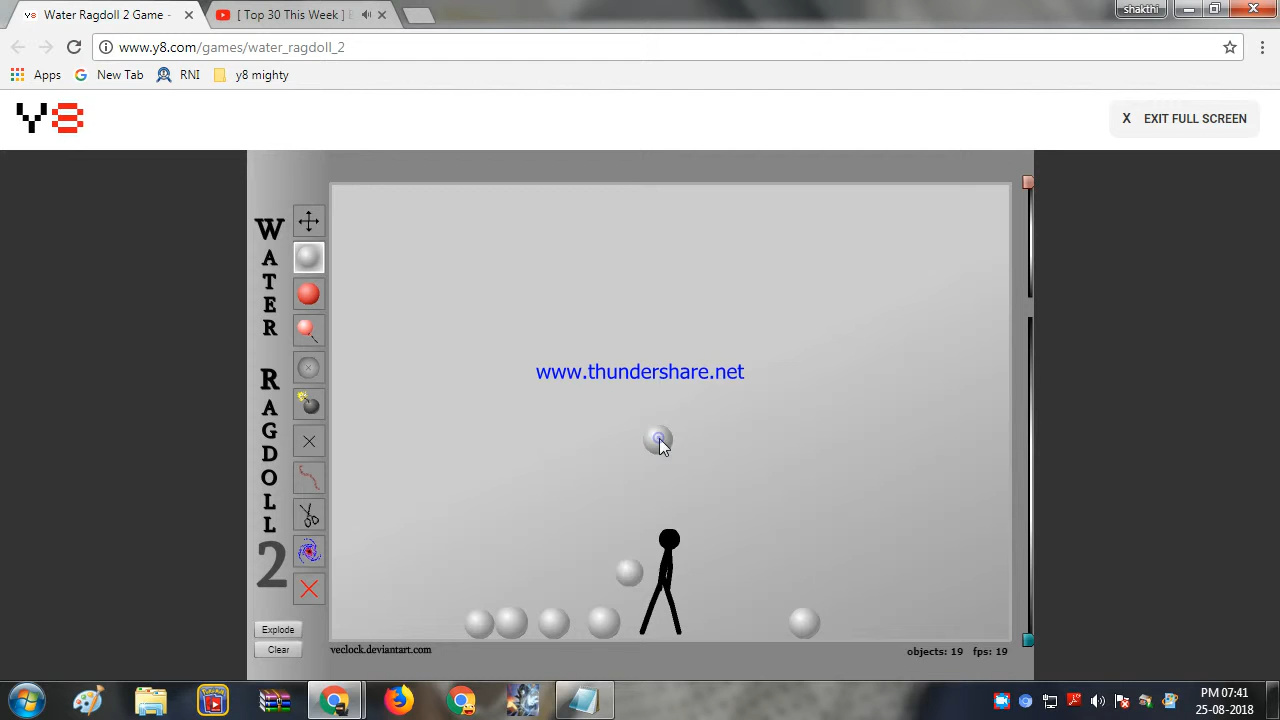 Water Ragdoll 2 Game -
[ Top 30 This Week ]
shakthi
www.y8.com/games/water_ragdoll_2
Apps
New Tab
RNI
y8 mighty
Y8
X EXIT FULL SCREEN
WATER RAGDOLL 2
www.thundershare.net
Explode
Clear
veclock.deviantart.com
objects: 19 fps: 19
PM 07:41
25-08-2018